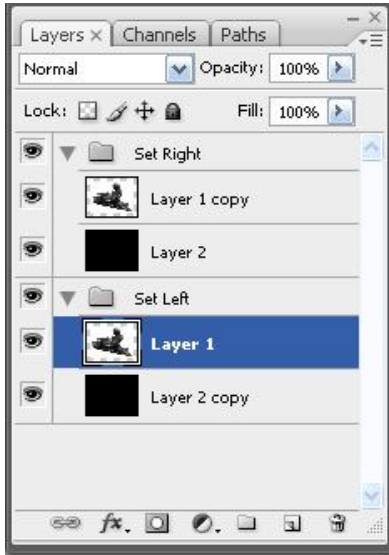 Layers × Channels Paths
Normal Opacity: 100%
Lock: Fill: 100%
Set Right
Layer 1 copy
Layer 2
Set Left
Layer 1
Layer 2 copy
fx.